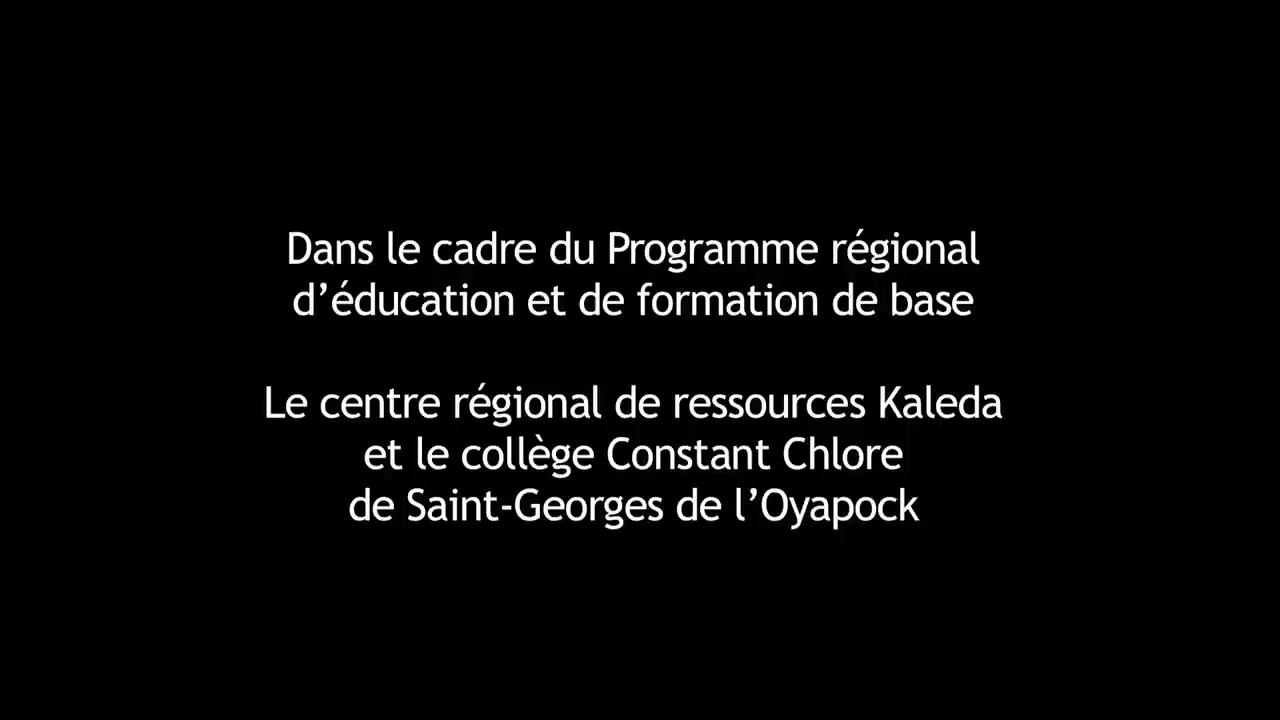 Dans le cadre du Programme régional
d’éducation et de formation de base
Le centre régional de ressources Kaleda
et le collège Constant Chlore
de Saint-Georges de l’Oyapock